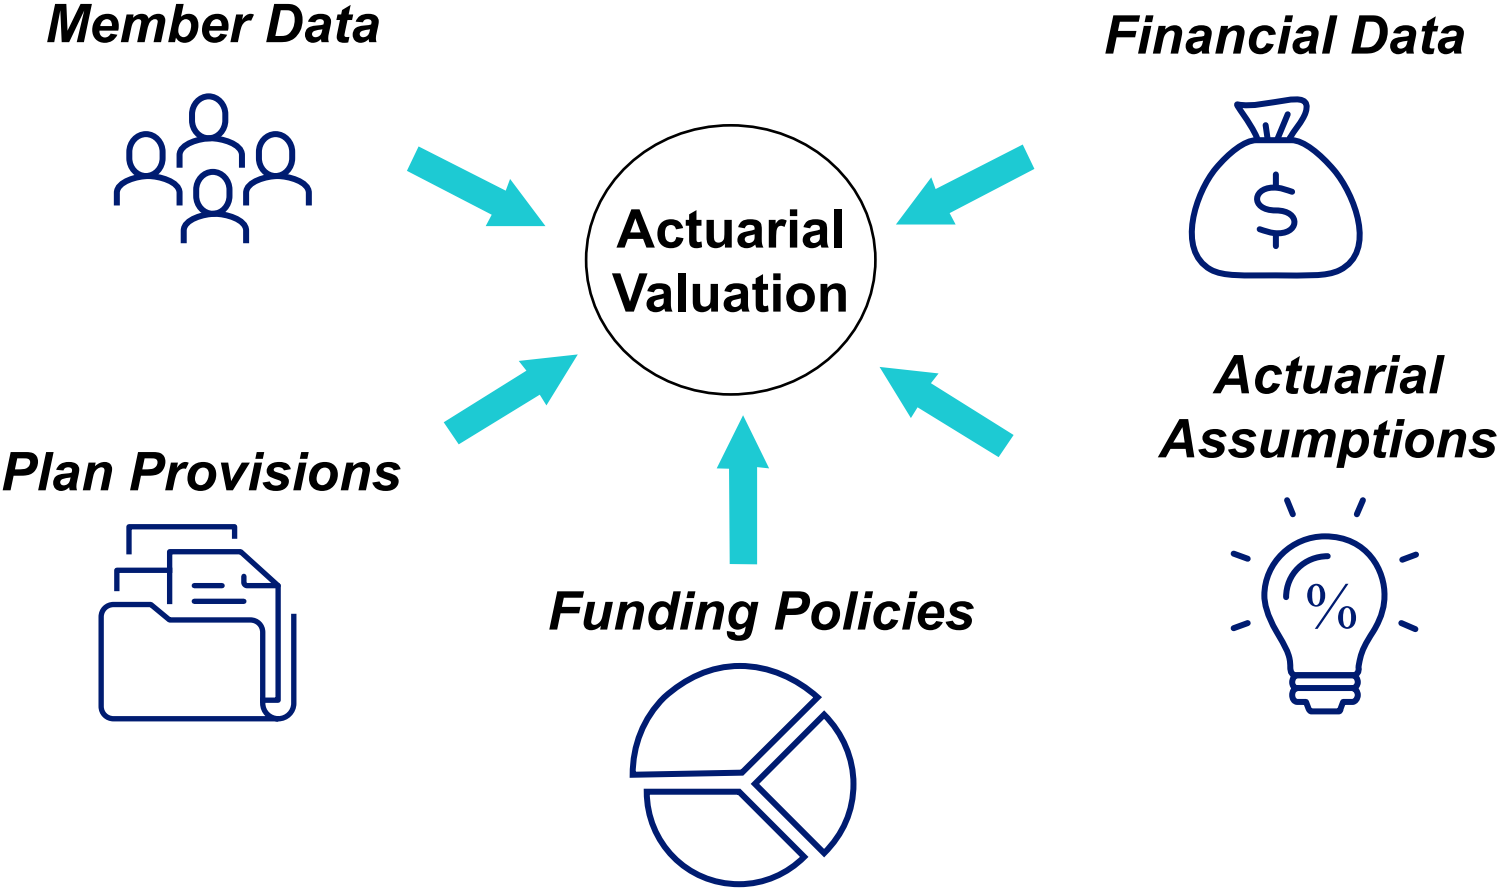 Member Data
Financial Data
$
Actuarial
Valuation
Actuarial
Assumptions
%
Plan Provisions
Funding Policies